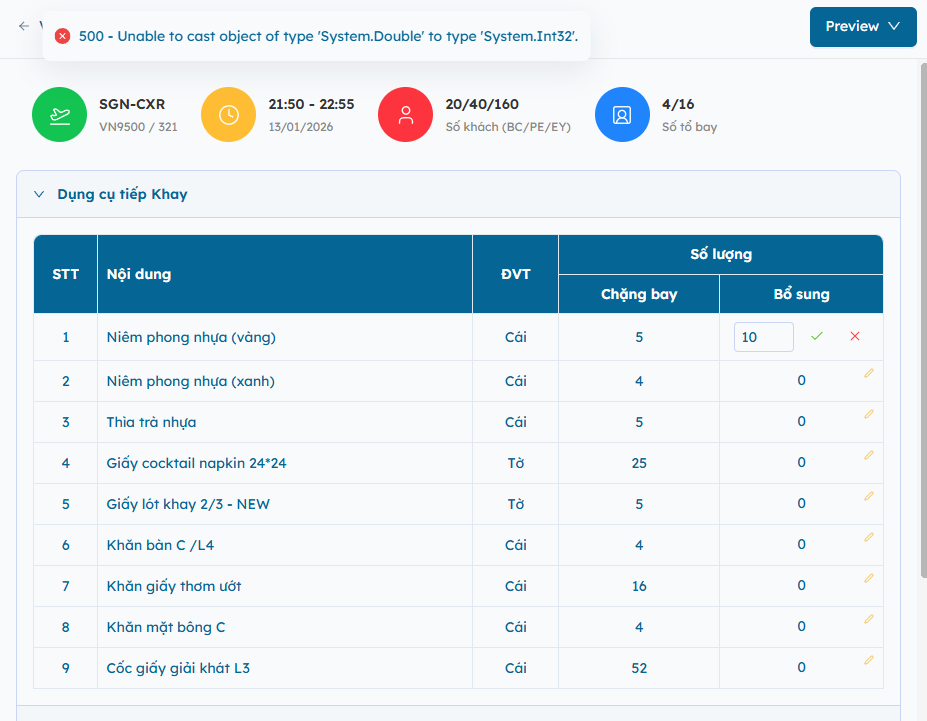 500 - Unable to cast object of type 'System.Double' to type 'System.Int32'.
Preview
SGN-CXR
VN9500 / 321
21:50 - 22:55
13/01/2026
20/40/160
Số khách (BC/PE/EY)
4/16
Số tổ bay
Dụng cụ tiếp Khay
STT Nội dung ĐVT Số lượng
Chặng bay Bổ sung
1 Niêm phong nhựa (vàng) Cái 5 10
2 Niêm phong nhựa (xanh) Cái 4 0
3 Thìa trà nhựa Cái 5 0
4 Giấy cocktail napkin 24*24 Tờ 25 0
5 Giấy lót khay 2/3 - NEW Tờ 5 0
6 Khăn bàn C /L4 Cái 4 0
7 Khăn giấy thơm ướt Cái 16 0
8 Khăn mặt bông C Cái 4 0
9 Cốc giấy giải khát L3 Cái 52 0